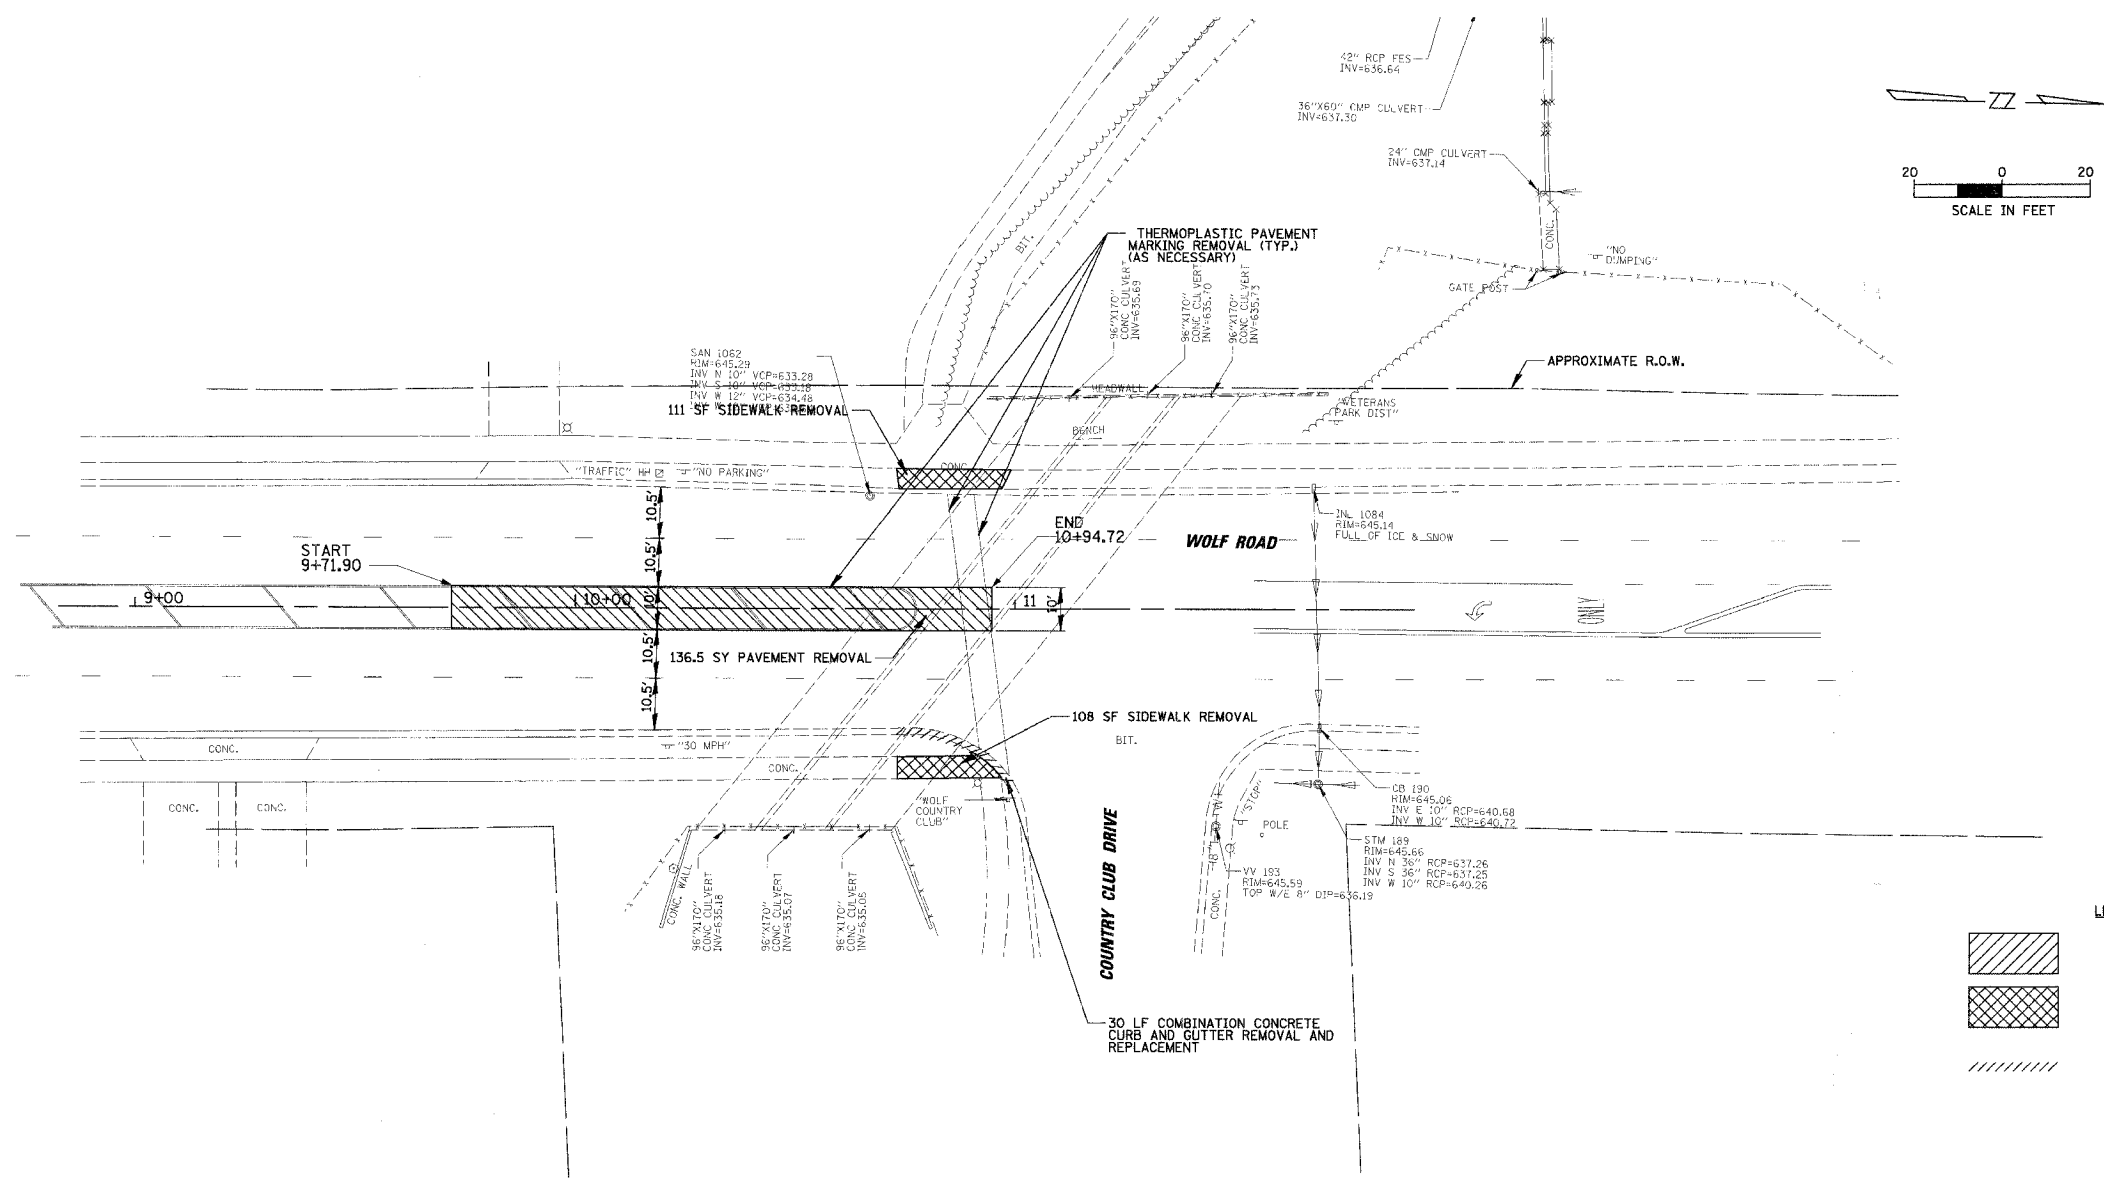 42" RCP FES
INV=636.64
36"X60" CMP CULVERT
INV=637.30
24" CMP CULVERT
INV=637.14
20 0 20
SCALE IN FEET
THERMOPLASTIC PAVEMENT
MARKING REMOVAL (TYP.)
(AS NECESSARY)
BIT.
CONC.
"NO
DUMPING"
GATE POST
96"X170"
CONC CULVERT
INV=635.69
96"X170"
CONC CULVERT
INV=635.70
96"X170"
CONC CULVERT
INV=635.73
SAN 1062
RIM=645.29
INV N 10" VCP=633.28
INV S 10" VCP=633.18
INV W 12" VCP=634.48
111 SF SIDEWALK REMOVAL
APPROXIMATE R.O.W.
HEADWALL
"VETERANS
PARK DIST"
BENCH
CONC.
"TRAFFIC" HH
"NO PARKING"
10.5'
10.5'
10'
10.5'
10.5'
START
9+71.90
END
10+94.72
WOLF ROAD
INL 1084
RIM=645.14
FULL OF ICE & SNOW
9+00
10+00
11
10'
ONLY
136.5 SY PAVEMENT REMOVAL
108 SF SIDEWALK REMOVAL
BIT.
CONC.
"30 MPH"
CONC.
CONC.
CONC.
"WOLF
COUNTRY
CLUB"
COUNTRY CLUB DRIVE
"STOP"
POLE
CONC.
CB 190
RIM=645.06
INV E 10" RCP=640.68
INV W 10" RCP=640.72
STM 189
RIM=645.66
INV N 36" RCP=637.26
INV S 36" RCP=637.25
INV W 10" RCP=640.26
VV 193
RIM=645.59
TOP W/E 8" DIP=636.19
CONC. WALL
96"X170"
CONC CULVERT
INV=635.18
96"X170"
CONC CULVERT
INV=635.07
96"X170"
CONC CULVERT
INV=635.05
30 LF COMBINATION CONCRETE
CURB AND GUTTER REMOVAL AND
REPLACEMENT